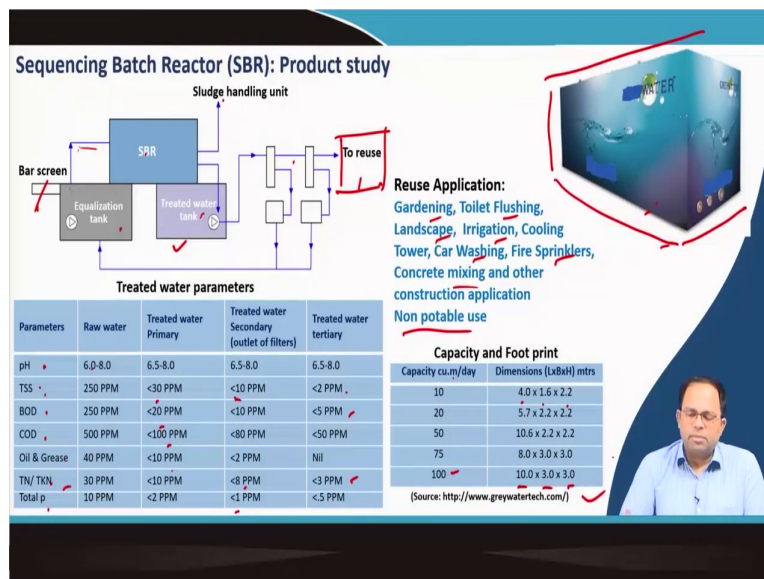 Sequencing Batch Reactor (SBR): Product study
Sludge handling unit
SBR
To reuse
Bar screen
Equalization
tank
Treated water
tank
WATER
Reuse Application:
Gardening, Toilet Flushing,
Landscape, Irrigation, Cooling
Tower, Car Washing, Fire Sprinklers,
Concrete mixing and other
construction application
Non potable use
Treated water parameters
Parameters Raw water Treated water Primary Treated water Secondary (outlet of filters) Treated water tertiary
pH 6.0-8.0 6.5-8.0 6.5-8.0 6.5-8.0
TSS 250 PPM <30 PPM <10 PPM <2 PPM
BOD 250 PPM <20 PPM <10 PPM <5 PPM
COD 500 PPM <100 PPM <80 PPM <50 PPM
Oil & Grease 40 PPM <10 PPM <2 PPM Nil
TN/ TKN 30 PPM <10 PPM <8 PPM <3 PPM
Total p 10 PPM <2 PPM <1 PPM <.5 PPM
Capacity and Foot print
Capacity cu.m/day Dimensions (LxBxH) mtrs
10 4.0 x 1.6 x 2.2
20 5.7 x 2.2 x 2.2
50 10.6 x 2.2 x 2.2
75 8.0 x 3.0 x 3.0
100 10.0 x 3.0 x 3.0
(Source: http://www.greywatertech.com/)